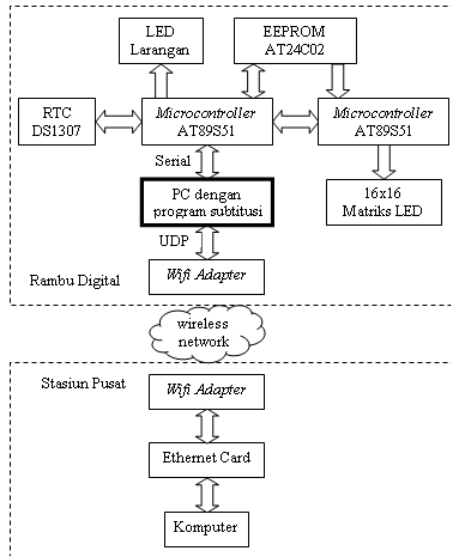 LED
Larangan
EEPROM
AT24C02
RTC
DS1307
Microcontroller
AT89S51
Microcontroller
AT89S51
Serial
PC dengan
program subtitusi
16x16
Matriks LED
UDP
Wifi Adapter
Rambu Digital
wireless
network
Stasiun Pusat
Wifi Adapter
Ethernet Card
Komputer